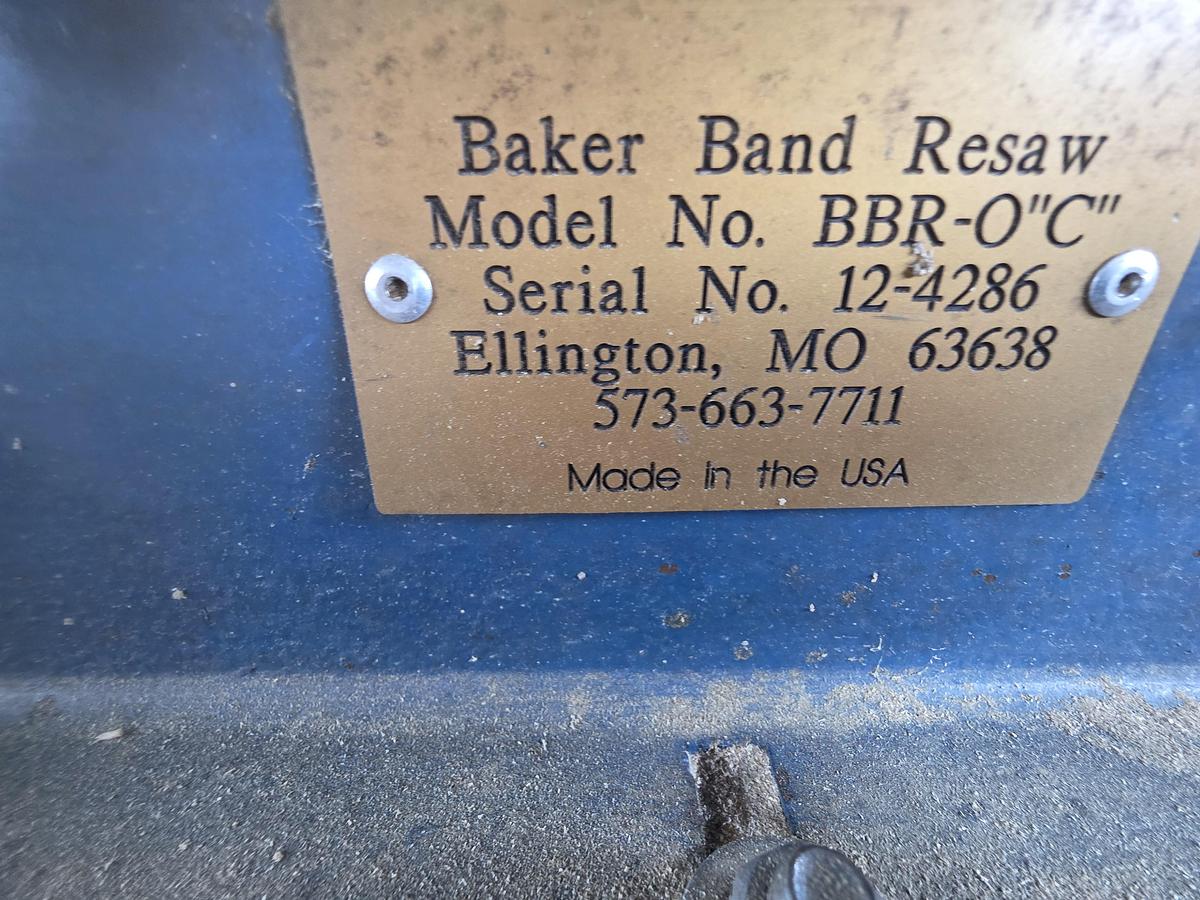 Baker Band Resaw
Model No. BBR-O"C"
Serial No. 12-4286
Ellington, MO 63638
573-663-7711
Made in the USA